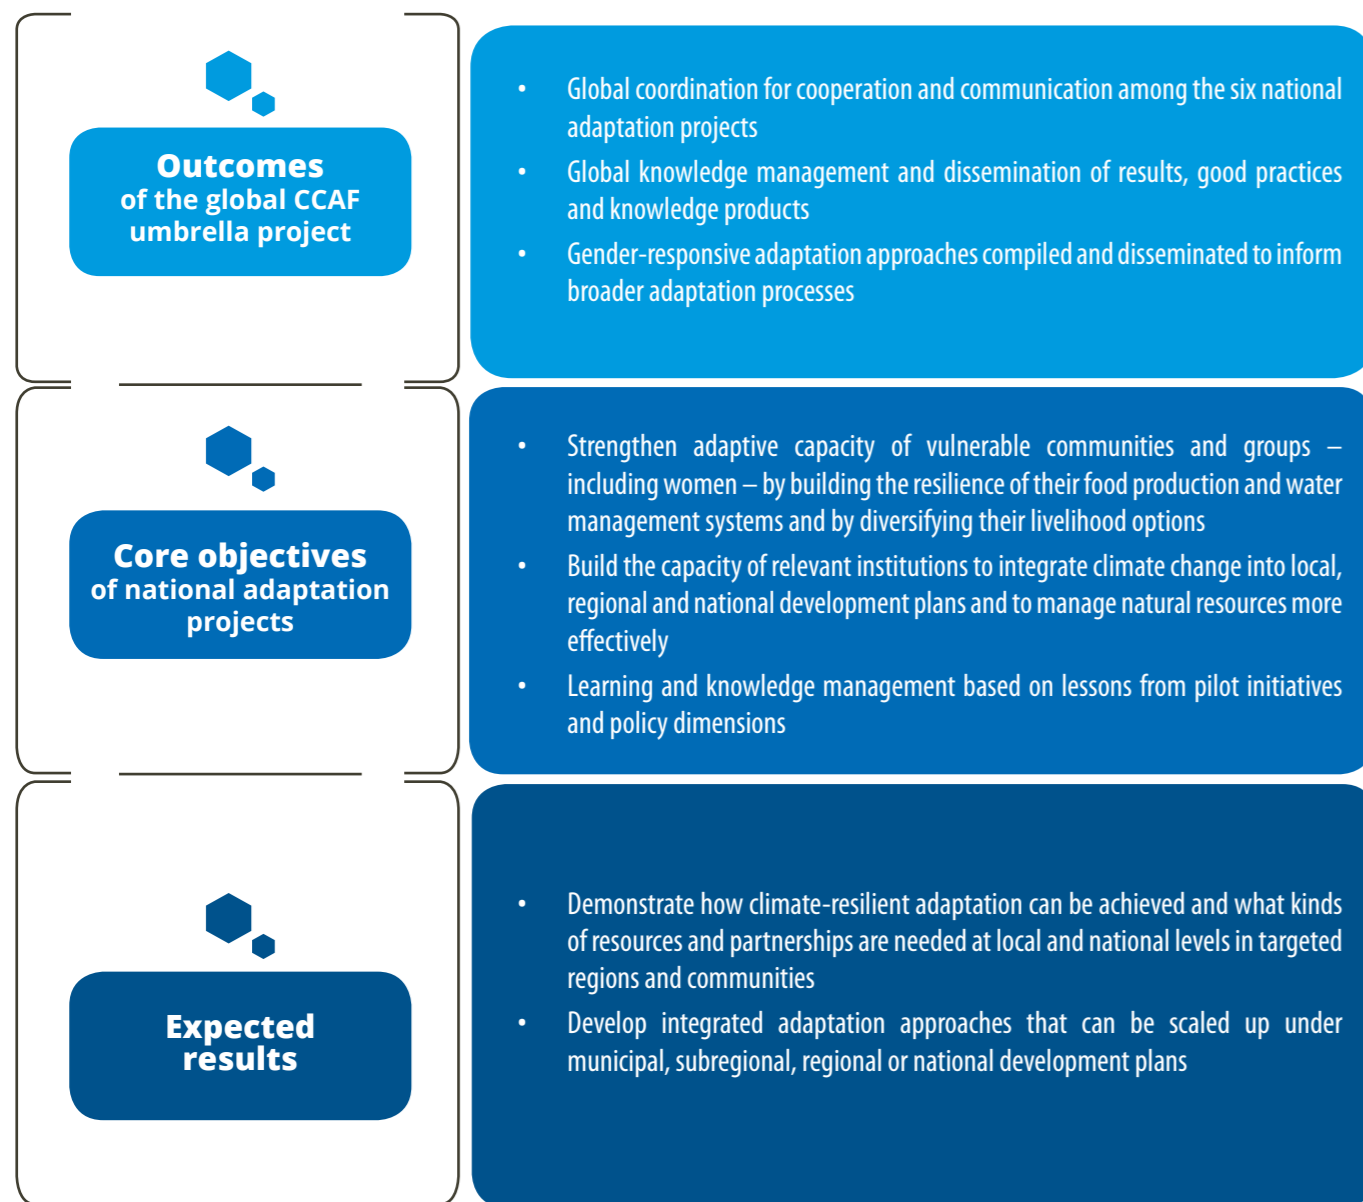 Outcomes
of the global CCAF
umbrella project
• Global coordination for cooperation and communication among the six national
adaptation projects
• Global knowledge management and dissemination of results, good practices
and knowledge products
• Gender-responsive adaptation approaches compiled and disseminated to inform
broader adaptation processes
Core objectives
of national adaptation
projects
• Strengthen adaptive capacity of vulnerable communities and groups –
including women – by building the resilience of their food production and water
management systems and by diversifying their livelihood options
• Build the capacity of relevant institutions to integrate climate change into local,
regional and national development plans and to manage natural resources more
effectively
• Learning and knowledge management based on lessons from pilot initiatives
and policy dimensions
Expected
results
• Demonstrate how climate-resilient adaptation can be achieved and what kinds
of resources and partnerships are needed at local and national levels in targeted
regions and communities
• Develop integrated adaptation approaches that can be scaled up under
municipal, subregional, regional or national development plans